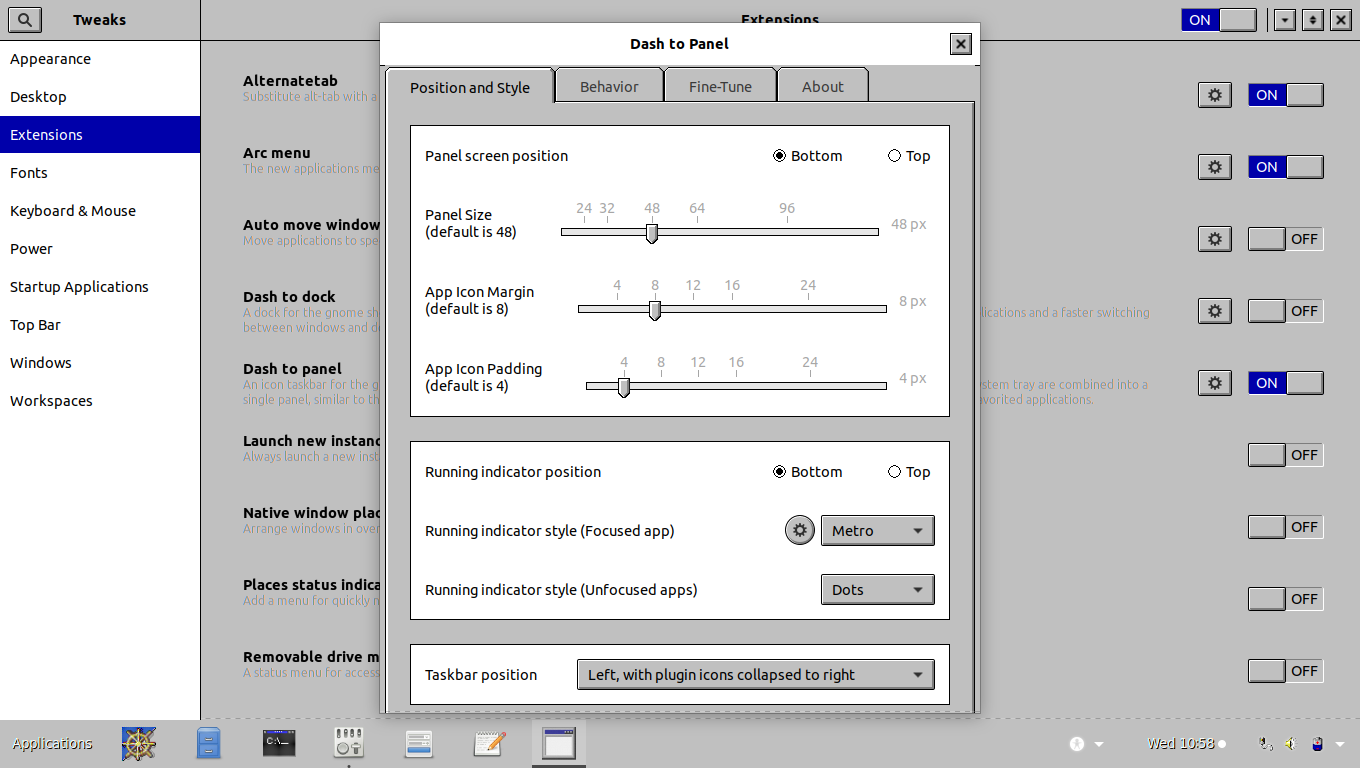 Tweaks
Extensions
ON
Appearance
Desktop
Extensions
Fonts
Keyboard & Mouse
Power
Startup Applications
Top Bar
Windows
Workspaces
Alternatetab
Substitute alt-tab with a
ON
Arc menu
The new applications me
ON
Auto move window
Move applications to spe
OFF
Dash to dock
A dock for the gnome sh
lications and a faster switching
between windows and de
OFF
Dash to panel
An icon taskbar for the g
stem tray are combined into a
single panel, similar to th
avorited applications.
ON
Launch new instanc
Always launch a new inst
OFF
Native window plac
Arrange windows in over
OFF
Places status indica
Add a menu for quickly n
OFF
Removable drive m
A status menu for access
OFF
Dash to Panel
Position and Style
Behavior
Fine-Tune
About
Panel screen position
Bottom
Top
Panel Size
(default is 48)
24 32 48 64 96
48 px
App Icon Margin
(default is 8)
4 8 12 16 24
8 px
App Icon Padding
(default is 4)
4 8 12 16 24
4 px
Running indicator position
Bottom
Top
Running indicator style (Focused app)
Metro
Running indicator style (Unfocused apps)
Dots
Taskbar position
Left, with plugin icons collapsed to right
Applications
C:\_
Wed 10:58